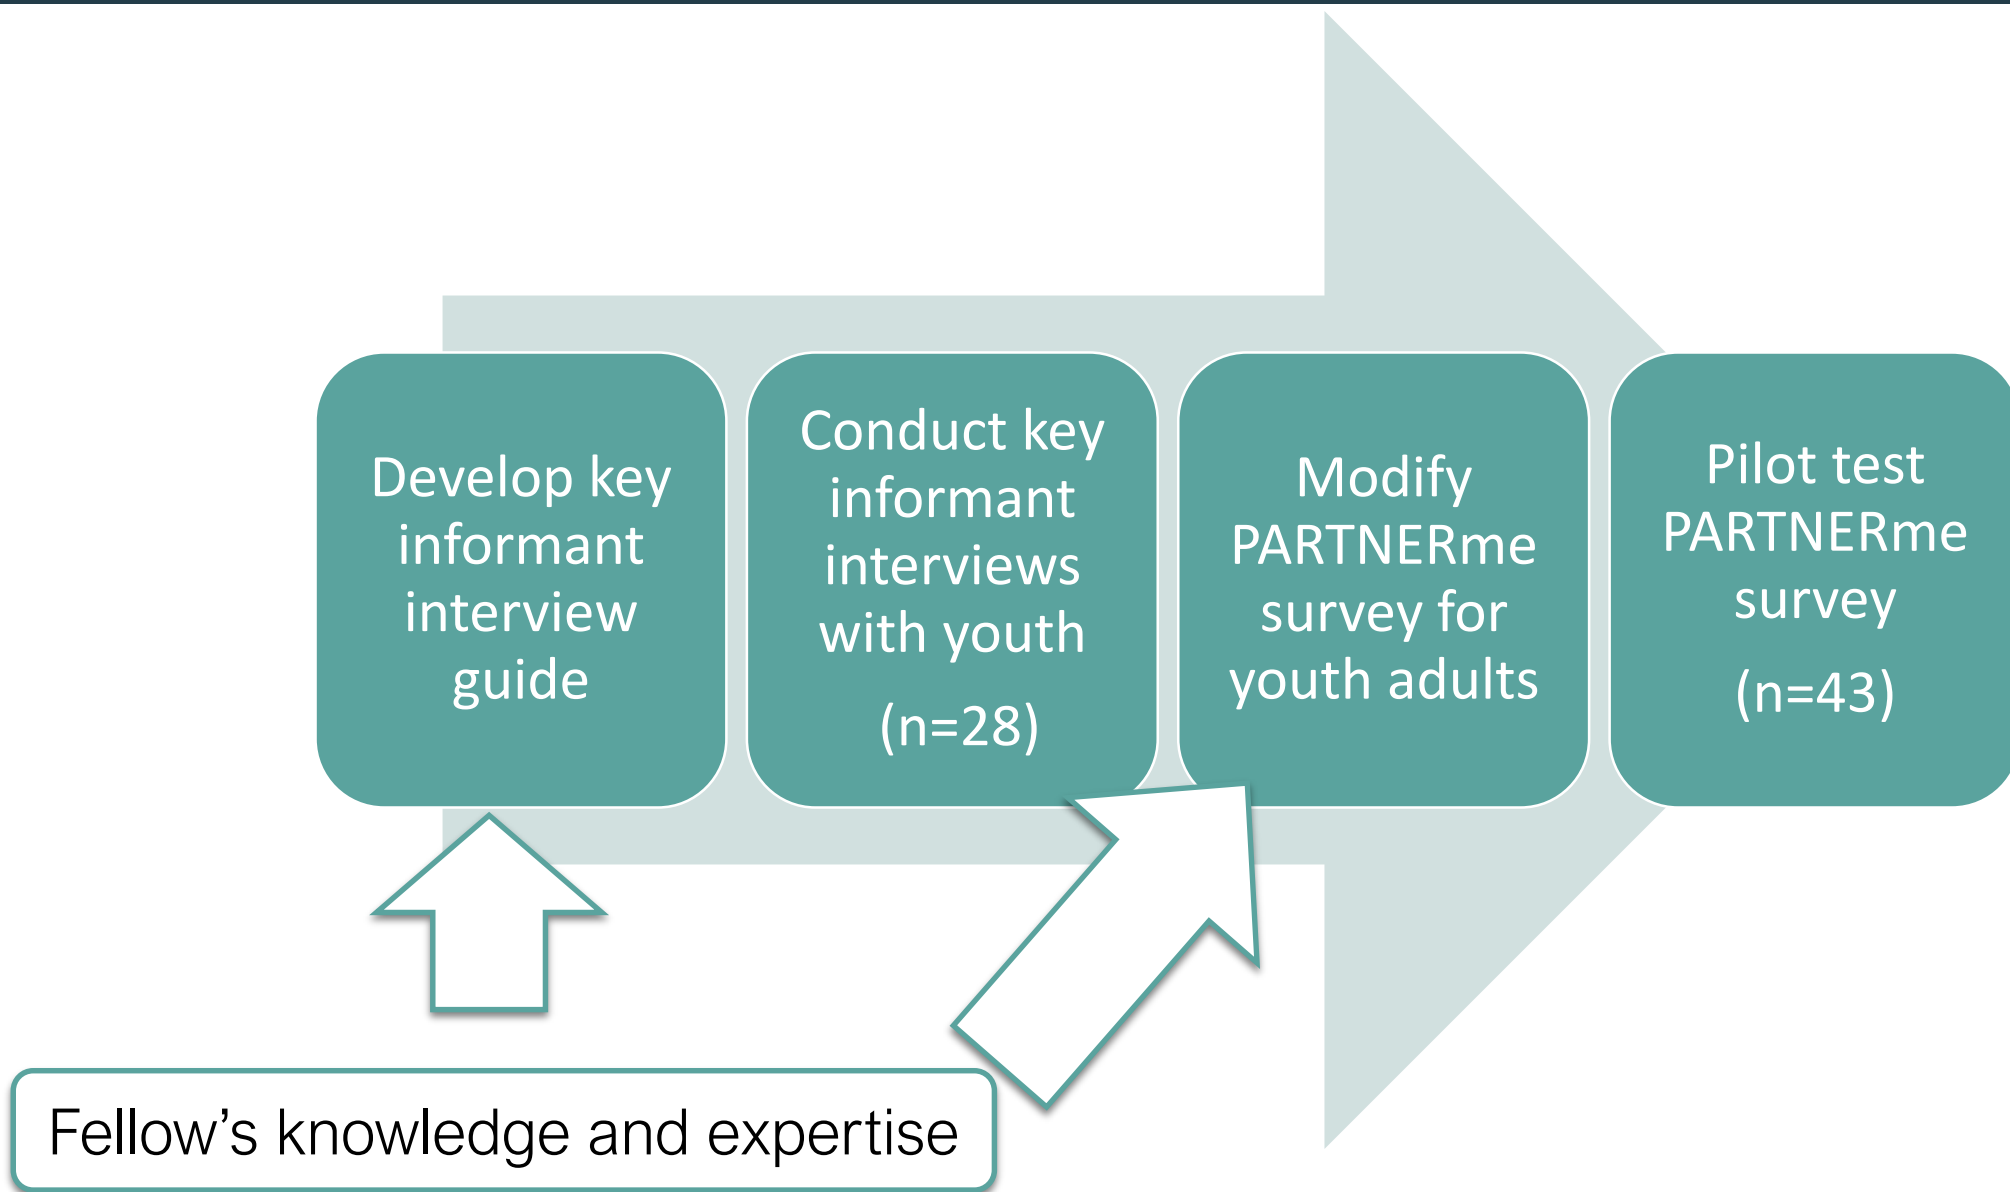 Develop key
informant
interview
guide
Conduct key
informant
interviews
with youth
(n=28)
Modify
PARTNERme
survey for
youth adults
Pilot test
PARTNERme
survey
(n=43)
Fellow’s knowledge and expertise